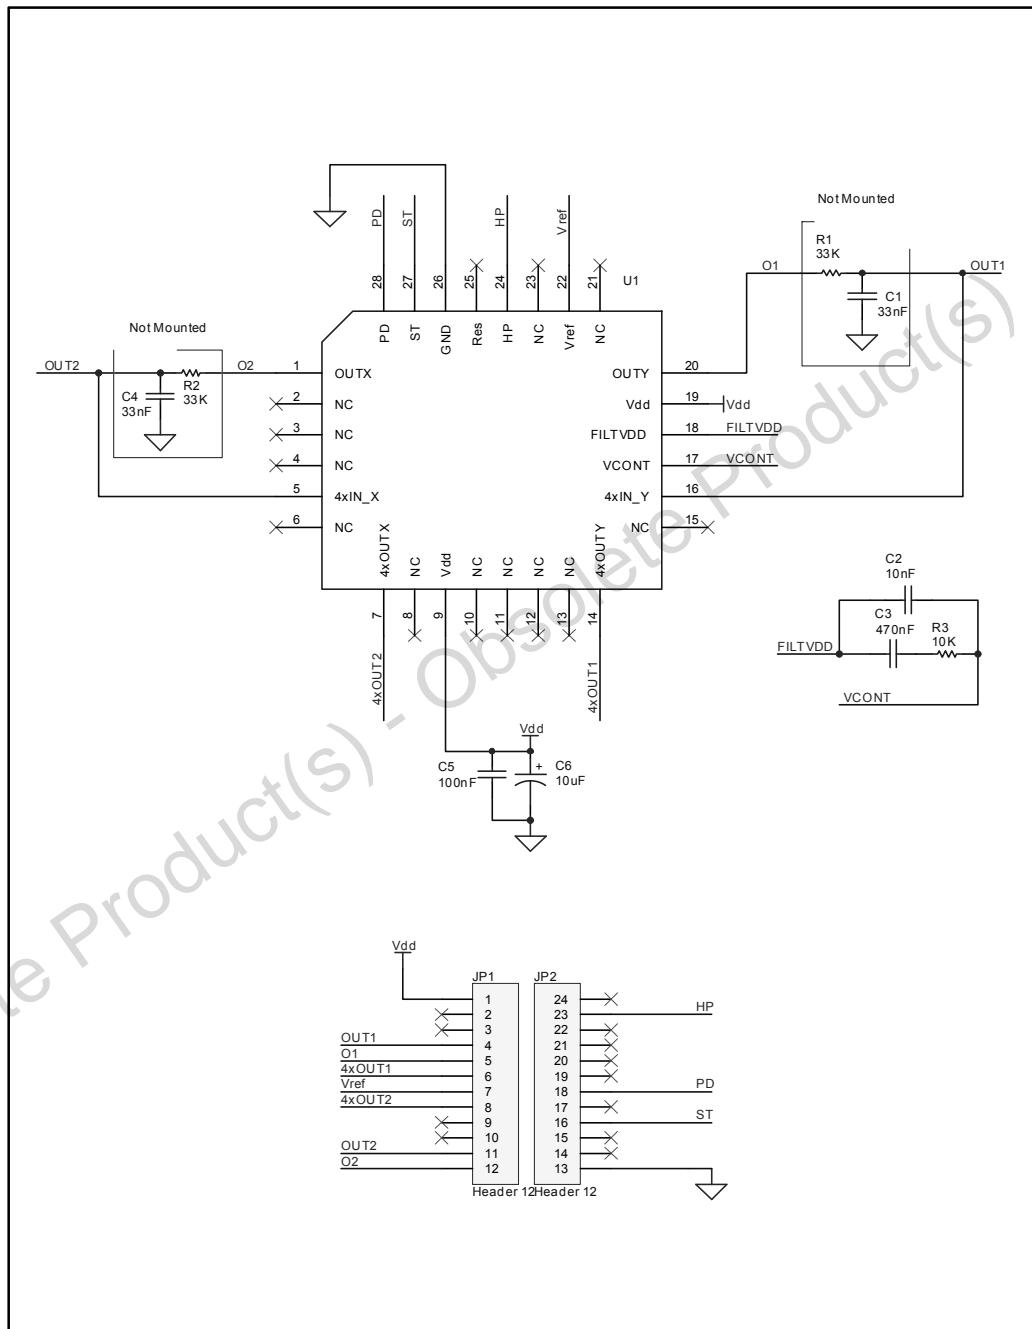 Not Mounted
R1
33K
O1
OUT1
C1
33nF
PD
ST
HP
Vref
28
27
26
25
24
23
22
21
U1
PD
ST
GND
Res
HP
NC
Vref
NC
Not Mounted
OUT2
O2
R2
33K
C4
33nF
1
OUTX
2
NC
3
NC
4
NC
5
4xIN_X
6
NC
OUTY
20
Vdd
19
Vdd
FILTVDD
18
FILTVDD
VCONT
17
VCONT
4xIN_Y
16
NC
15
4xOUTX
NC
Vdd
NC
NC
NC
NC
4xOUTY
7
8
9
10
11
12
13
14
4xOUT2
4xOUT1
C2
10nF
C3
470nF
R3
10K
FILTVDD
VCONT
Vdd
C5
100nF
+
C6
10uF
Vdd
JP1
JP2
1
24
2
23
HP
3
22
OUT1
4
21
O1
5
20
4xOUT1
6
19
Vref
7
18
PD
4xOUT2
8
17
9
16
ST
10
15
OUT2
11
14
O2
12
13
Header 12
Header 12
te Product(s) - Obsolete Product(s)